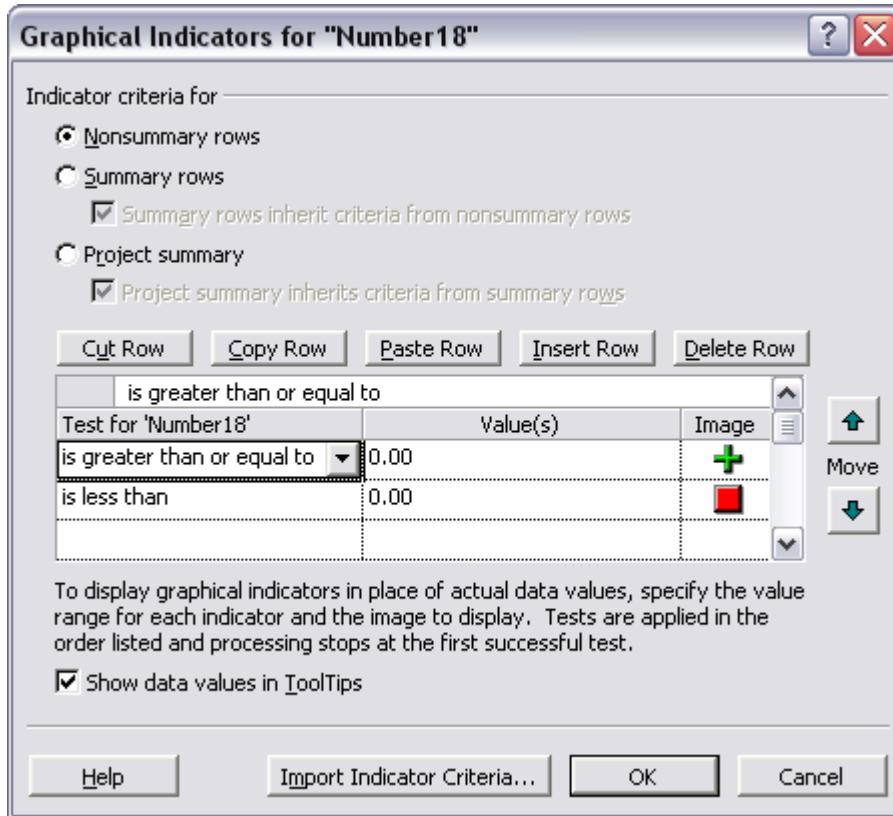 Graphical Indicators for "Number18"
Indicator criteria for
Nonsummary rows
Summary rows
Summary rows inherit criteria from nonsummary rows
Project summary
Project summary inherits criteria from summary rows
Cut Row Copy Row Paste Row Insert Row Delete Row
is greater than or equal to
Test for 'Number18' Value(s) Image
is greater than or equal to 0.00
Move
is less than 0.00
To display graphical indicators in place of actual data values, specify the value
range for each indicator and the image to display. Tests are applied in the
order listed and processing stops at the first successful test.
Show data values in ToolTips
Help Import Indicator Criteria... OK Cancel